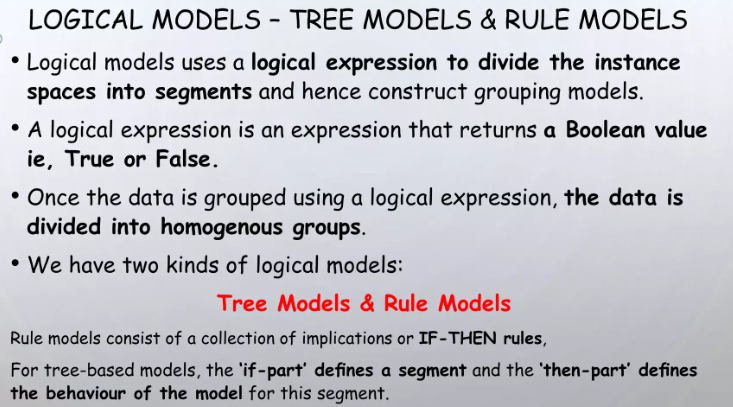 LOGICAL MODELS – TREE MODELS & RULE MODELS
• Logical models uses a logical expression to divide the instance
spaces into segments and hence construct grouping models.
• A logical expression is an expression that returns a Boolean value
ie, True or False.
• Once the data is grouped using a logical expression, the data is
divided into homogenous groups.
• We have two kinds of logical models:
Tree Models & Rule Models
Rule models consist of a collection of implications or IF-THEN rules,
For tree-based models, the 'if-part' defines a segment and the 'then-part' defines
the behaviour of the model for this segment.